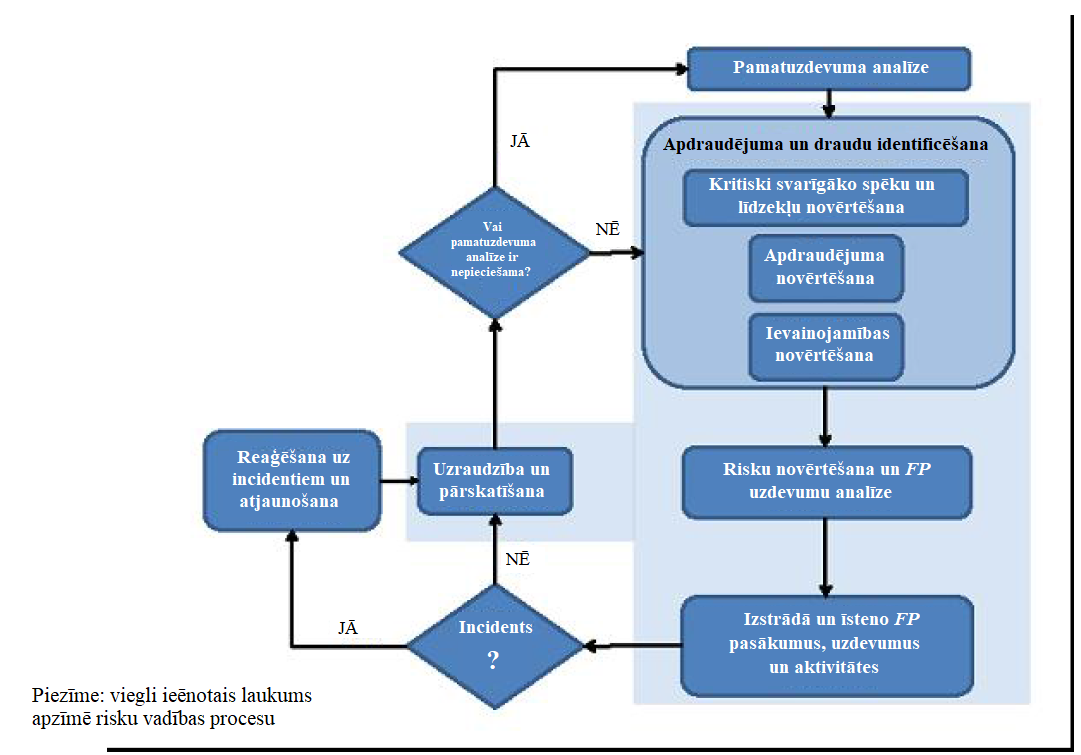 Pamatuzdevuma analīze
Apdraudējuma un draudu identificēšana
Kritiski svarīgāko spēku un
līdzekļu novērtēšana
Apdraudējuma
novērtēšana
Ievainojamības
novērtēšana
JĀ
Vai
pamatuzdevuma
analīze ir
nepieciešama?
NĒ
Risku novērtēšana un FP
uzdevumu analīze
Izstrādā un īsteno FP
pasākumus, uzdevumus
un aktivitātes
Incidents
?
NĒ
JĀ
Reaģēšana uz
incidentiem un
atjaunošana
Uzraudzība un
pārskatīšana
Piezīme: viegli ieēnotais laukums
apzīmē risku vadības procesu